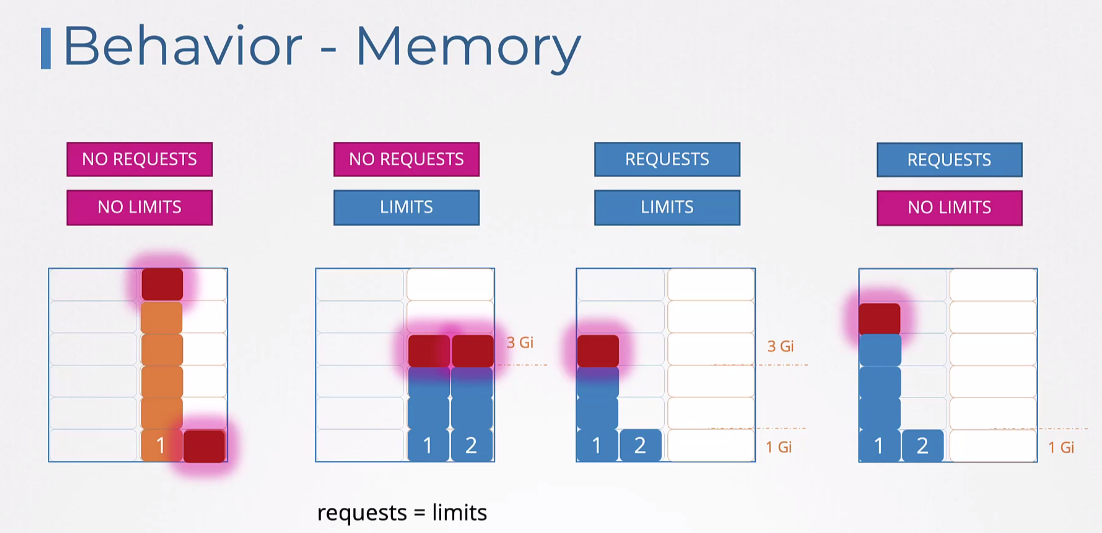 Behavior - Memory
NO REQUESTS
NO LIMITS
NO REQUESTS
LIMITS
REQUESTS
LIMITS
REQUESTS
NO LIMITS
1
3 Gi
1 2
requests = limits
3 Gi
1 2
1 Gi
1 2
1 Gi